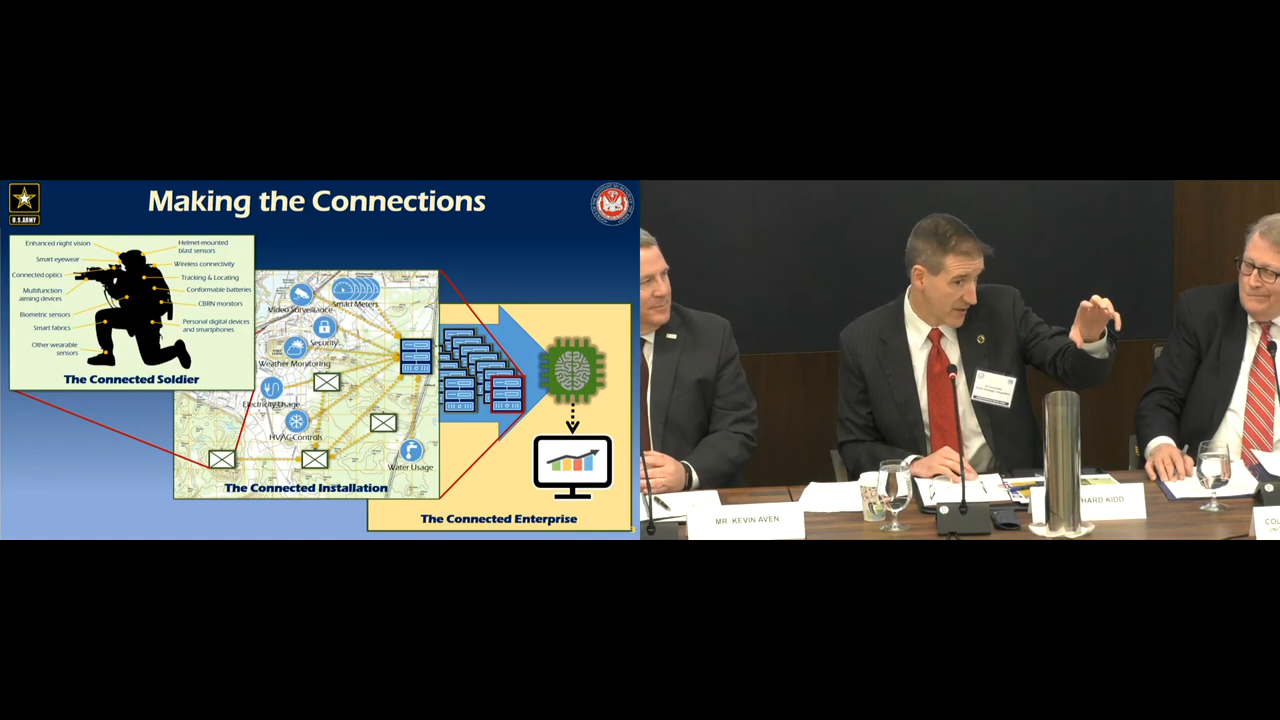 Making the Connections
U.S.ARMY
Enhanced night vision
Smart eyewear
Connected optics
Multifunction
aiming devices
Biometric sensors
Smart fabrics
Other wearable
sensors
Helmet-mounted
blast sensors
Wireless connectivity
Tracking & Locating
Conformable batteries
CBRN monitors
Personal digital devices
and smartphones
The Connected Soldier
Video Surveillance
Smart Meters
Security
Weather Monitoring
Electricity Usage
HVAC Controls
Water Usage
The Connected Installation
The Connected Enterprise
MR. KEVIN AVEN
HARD KIDD
COL